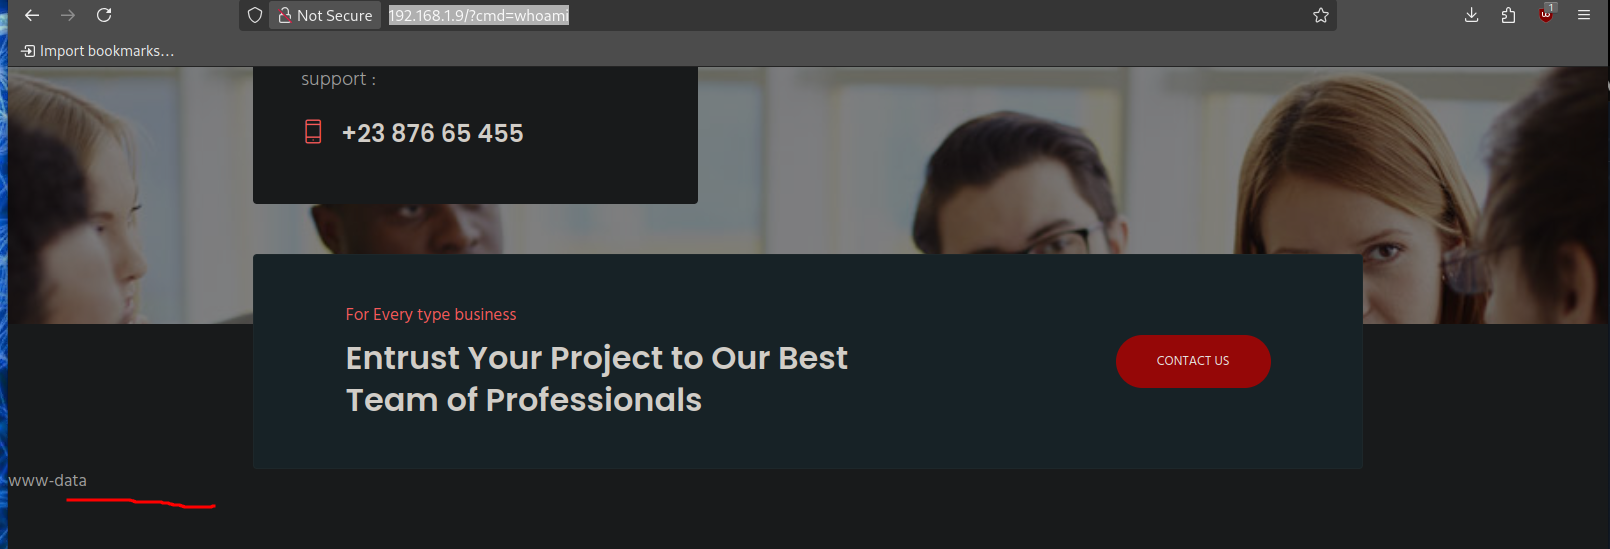 Not Secure
192.168.1.9/?cmd=whoami
1
Import bookmarks...
support :
+23 876 65 455
For Every type business
Entrust Your Project to Our Best
Team of Professionals
CONTACT US
www-data